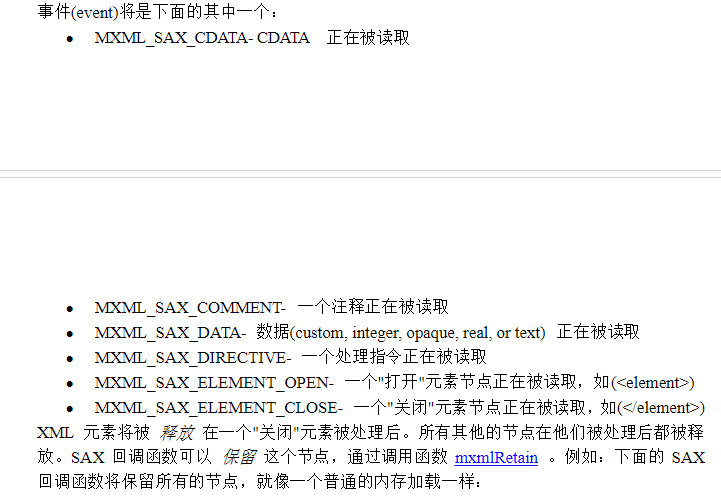 事件(event)将是下面的其中一个：
● MXML_SAX_CDATA- CDATA 正在被读取
● MXML_SAX_COMMENT- 一个注释正在被读取
● MXML_SAX_DATA- 数据(custom, integer, opaque, real, or text) 正在被读取
● MXML_SAX_DIRECTIVE- 一个处理指令正在被读取
● MXML_SAX_ELEMENT_OPEN- 一个"打开"元素节点正在被读取，如(<element>)
● MXML_SAX_ELEMENT_CLOSE- 一个"关闭"元素节点正在被读取，如(</element>)
XML 元素将被 释放 在一个"关闭"元素被处理后。所有其他的节点在他们被处理后都被释
放。SAX 回调函数可以 保留 这个节点，通过调用函数 mxmlRetain 。例如：下面的 SAX
回调函数将保留所有的节点，就像一个普通的内存加载一样：